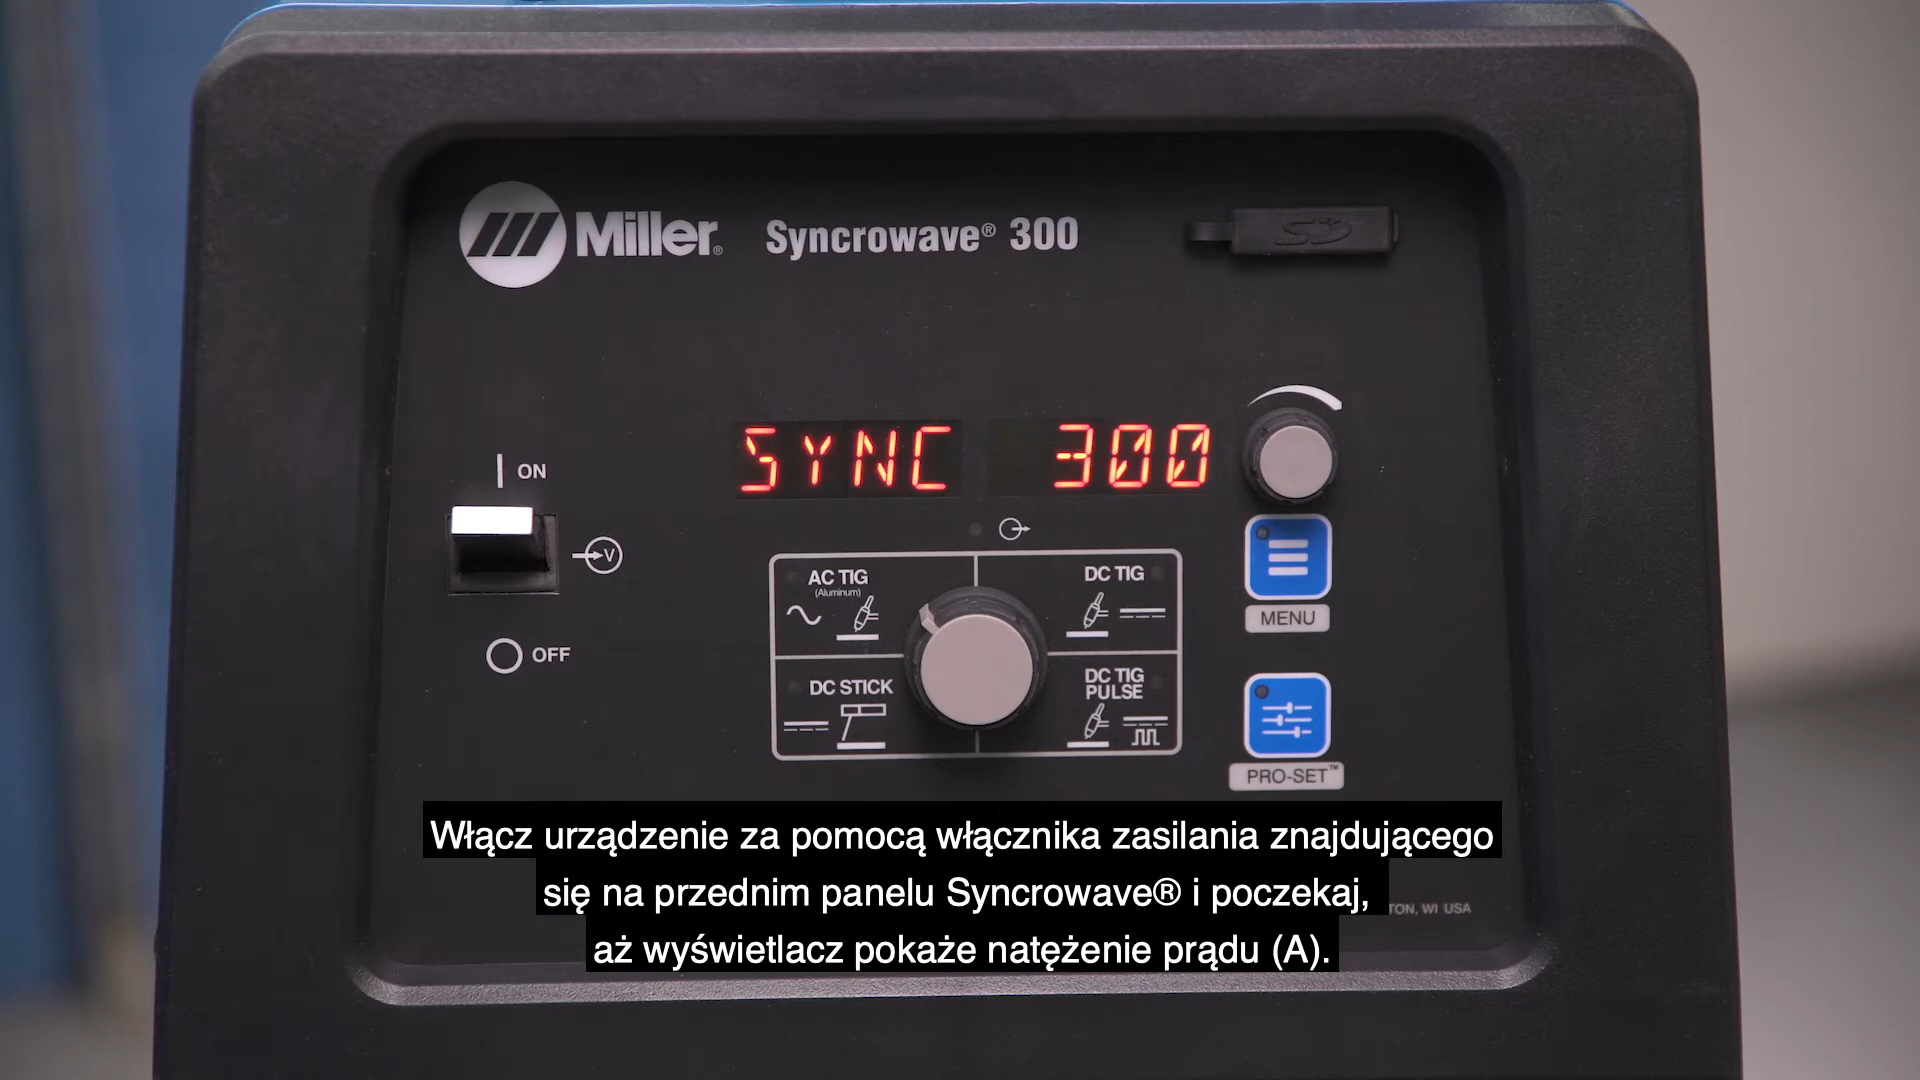 Miller®
Syncrowave® 300
SD
ON
SYNC 300
V
OFF
AC TIG
(Aluminum)
DC TIG
DC STICK
DC TIG
PULSE
MENU
PRO-SET™
Włącz urządzenie za pomocą włącznika zasilania znajdującego
się na przednim panelu Syncrowave® i poczekaj,
aż wyświetlacz pokaże natężenie prądu (A).
WI USA